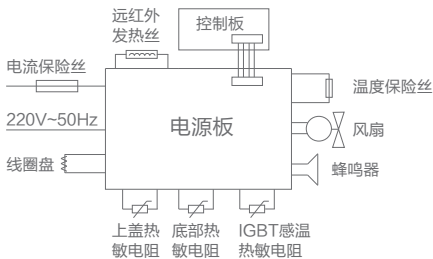 远红外
发热丝
控制板
电流保险丝
温度保险丝
220V~50Hz
电源板
风扇
线圈盘
蜂鸣器
上盖热
敏电阻
底部热
敏电阻
IGBT感温
热敏电阻